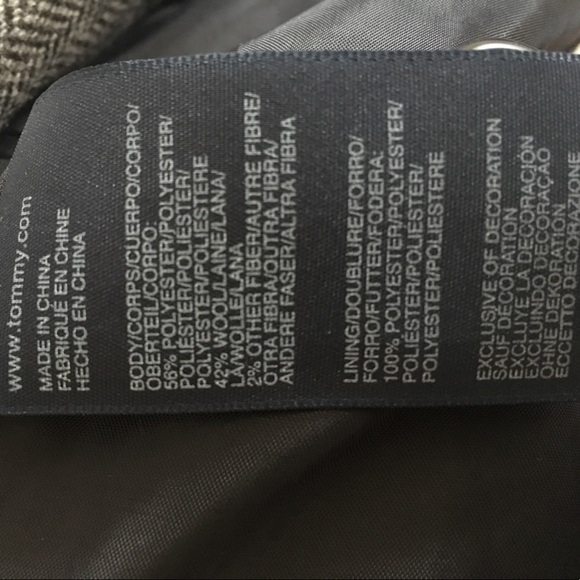 www.tommy.com
MADE IN CHINA
FABRIQUÉ EN CHINE
HECHO EN CHINA
BODY/CORPS/CUERPO/CORPO/
OBERTEIL/CORPO:
56% POLYESTER/POLYESTER/
POLIÉSTER/POLIÉSTER/
POLYESTER/POLIESTERE
42% WOOL/LAINE/LANA/
LÃ/WOLLE/LANA
2% OTHER FIBER/AUTRE FIBRE/
OTRA FIBRA/OUTRA FIBRA/
ANDERE FASER/ALTRA FIBRA
LINING/DOUBLURE/FORRO/
FORRO/FUTTER/FODERA:
100% POLYESTER/POLYESTER/
POLIÉSTER/POLIÉSTER/
POLYESTER/POLIESTERE
EXCLUSIVE OF DECORATION
SAUF DÉCORATION
EXCLUYE LA DECORACIÓN
EXCLUINDO DECORAÇÃO
OHNE DEKORATION
ECCETTO DECORAZIONE